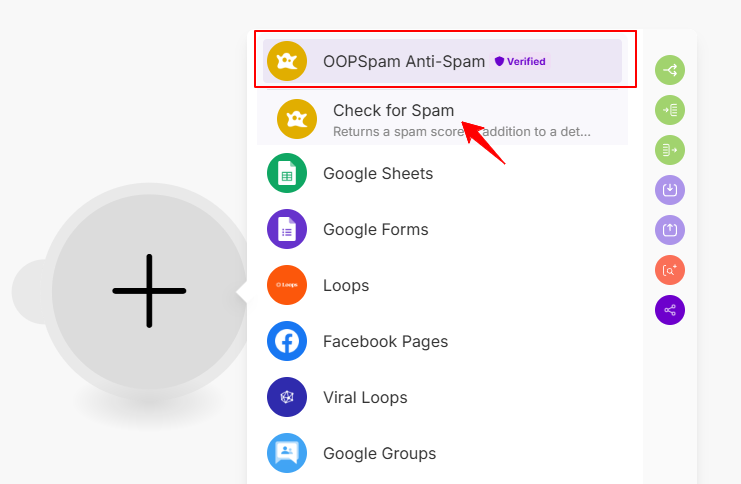 OOPSpam Anti-Spam Verified
Check for Spam
Returns a spam score addition to a det...
Google Sheets
Google Forms
Loops
Loops
Facebook Pages
Viral Loops
Google Groups